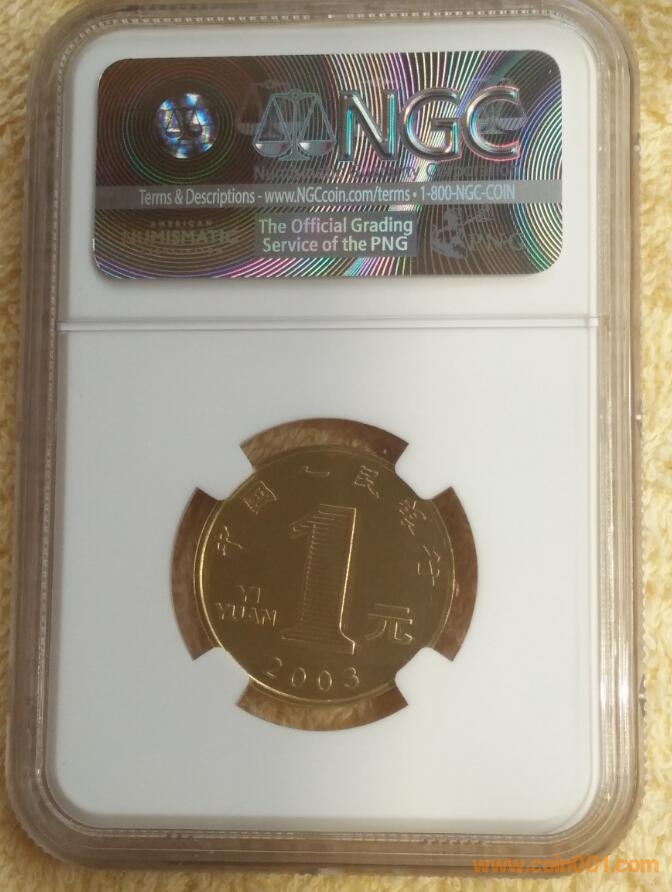 NGC
Terms & Descriptions - www.NGCcoin.com/terms • 1-800-NGC-COIN
AMERICAN
NUMISMATIC
The Official Grading
Service of the PNG
PNG
中国人民银行
1
YI
YUAN
元
2003
www.coin001.com